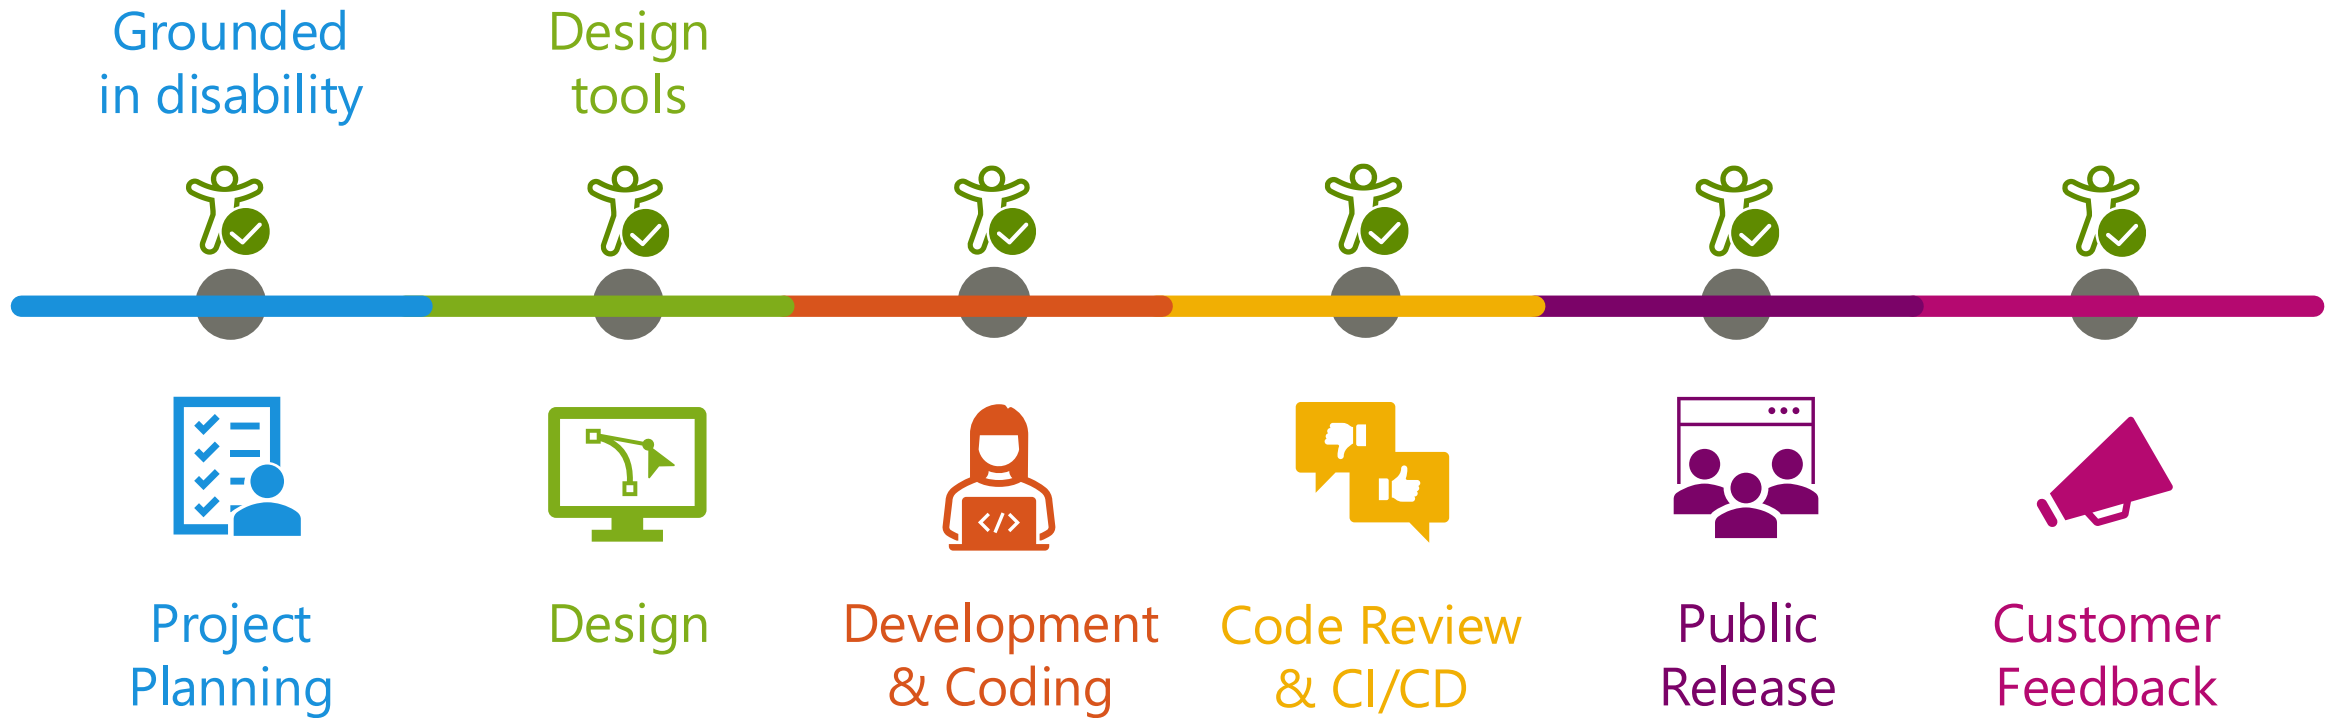 Grounded
in disability
Design
tools
Project
Planning
Design
Development
& Coding
Code Review
& CI/CD
Public
Release
Customer
Feedback